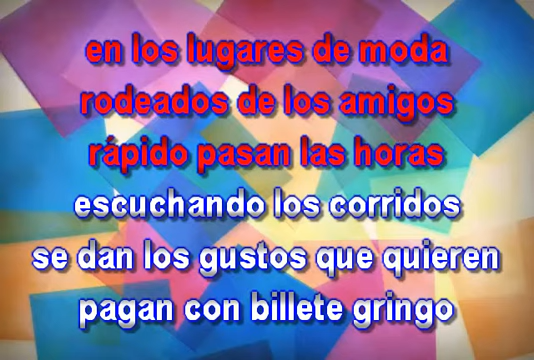 en los lugares de moda
rodeados de los amigos
rápido pasan las horas
escuchando los corridos
se dan los gustos que quieren
pagan con billete gringo